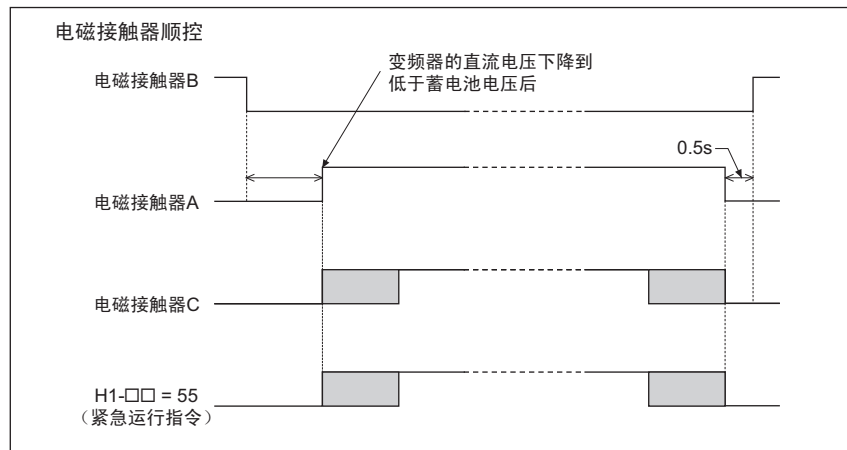 电磁接触器顺控
变频器的直流电压下降到
低于蓄电池电压后
电磁接触器B
0.5s
电磁接触器A
电磁接触器C
H1-□□ = 55
（紧急运行指令）